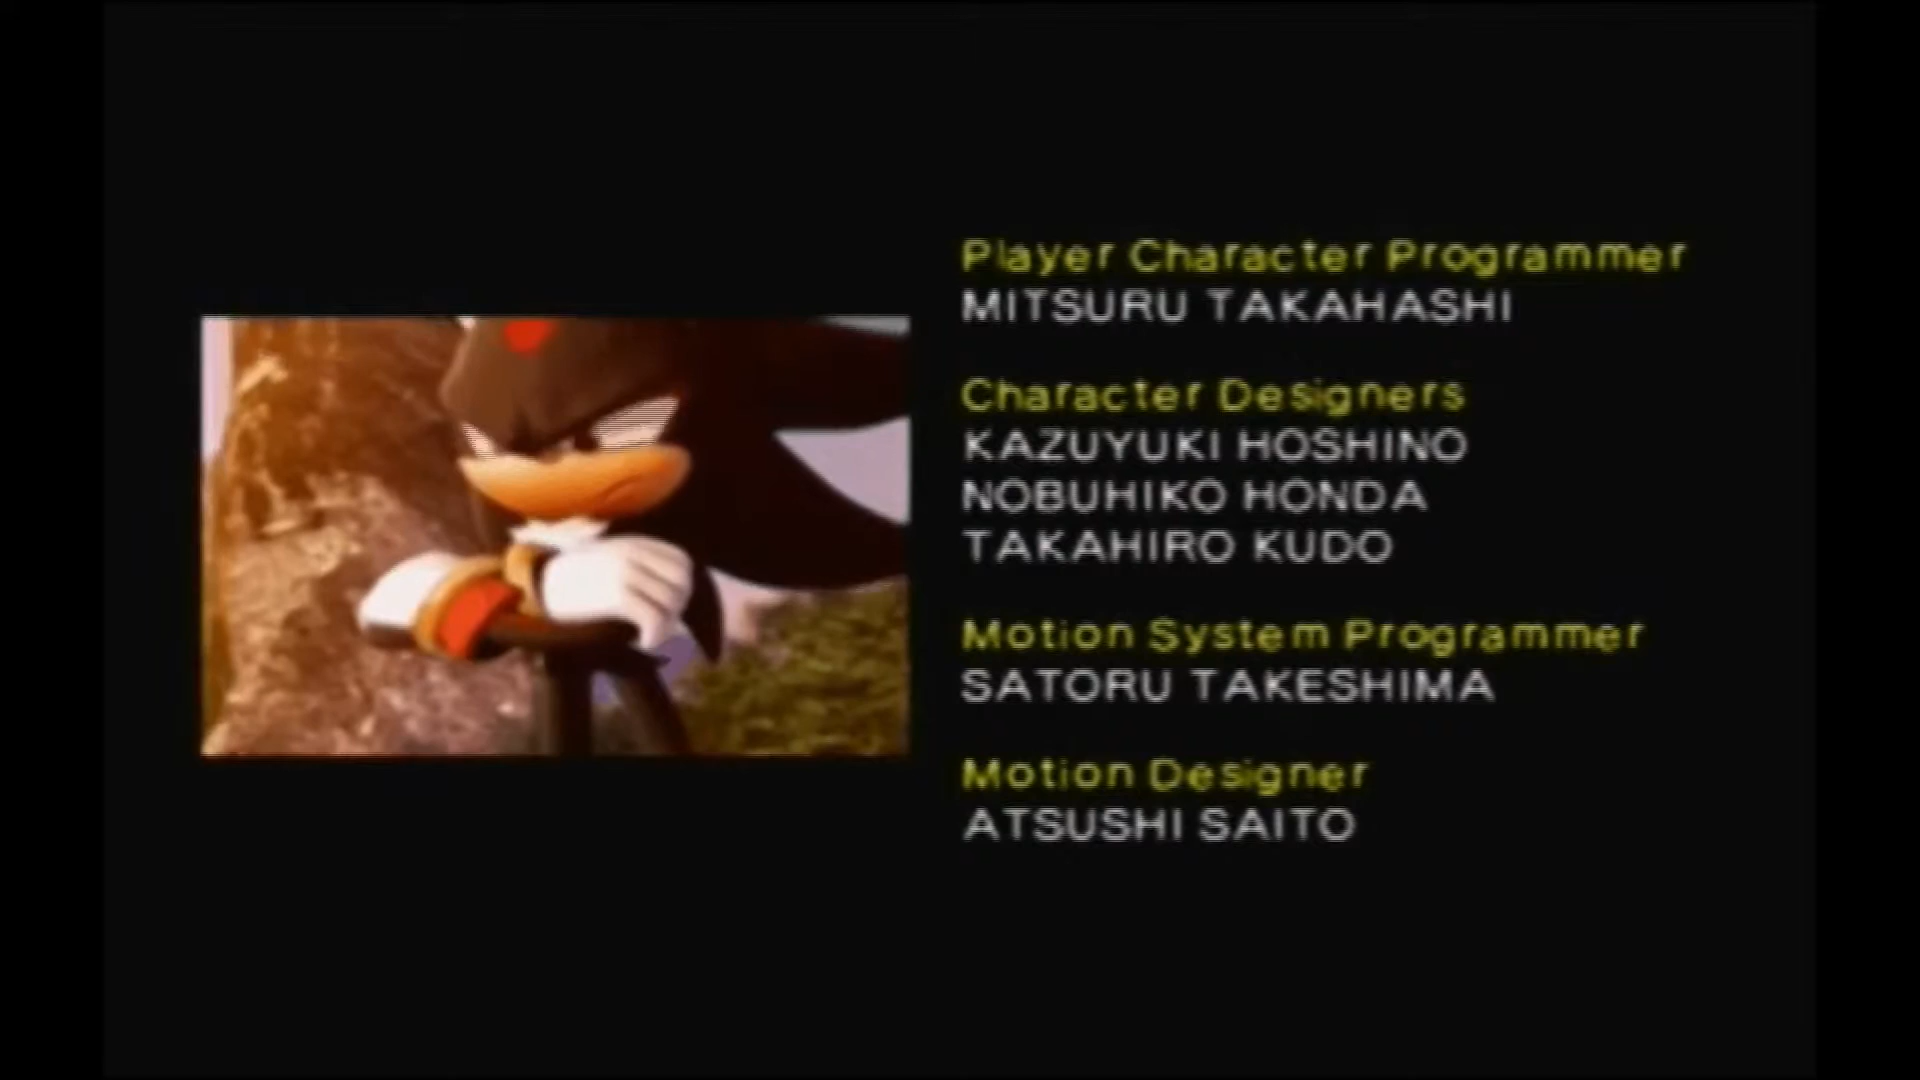 Player Character Programmer
MITSURU TAKAHASHI
Character Designers
KAZUYUKI HOSHINO
NOBUHIKO HONDA
TAKAHIRO KUDO
Motion System Programmer
SATORU TAKESHIMA
Motion Designer
ATSUSHI SAITO